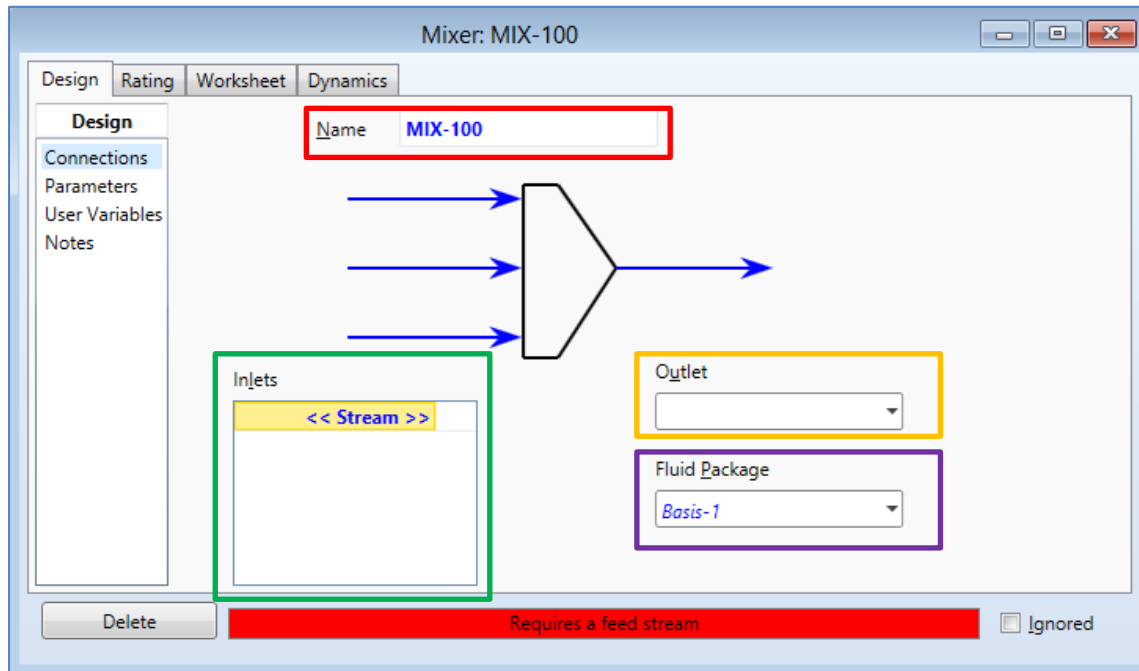 Mixer: MIX-100
Design Rating Worksheet Dynamics
Design
Connections
Parameters
User Variables
Notes
Name MIX-100
Inlets
<< Stream >>
Outlet
Fluid Package
Basis-1
Delete
Requires a feed stream
Ignored